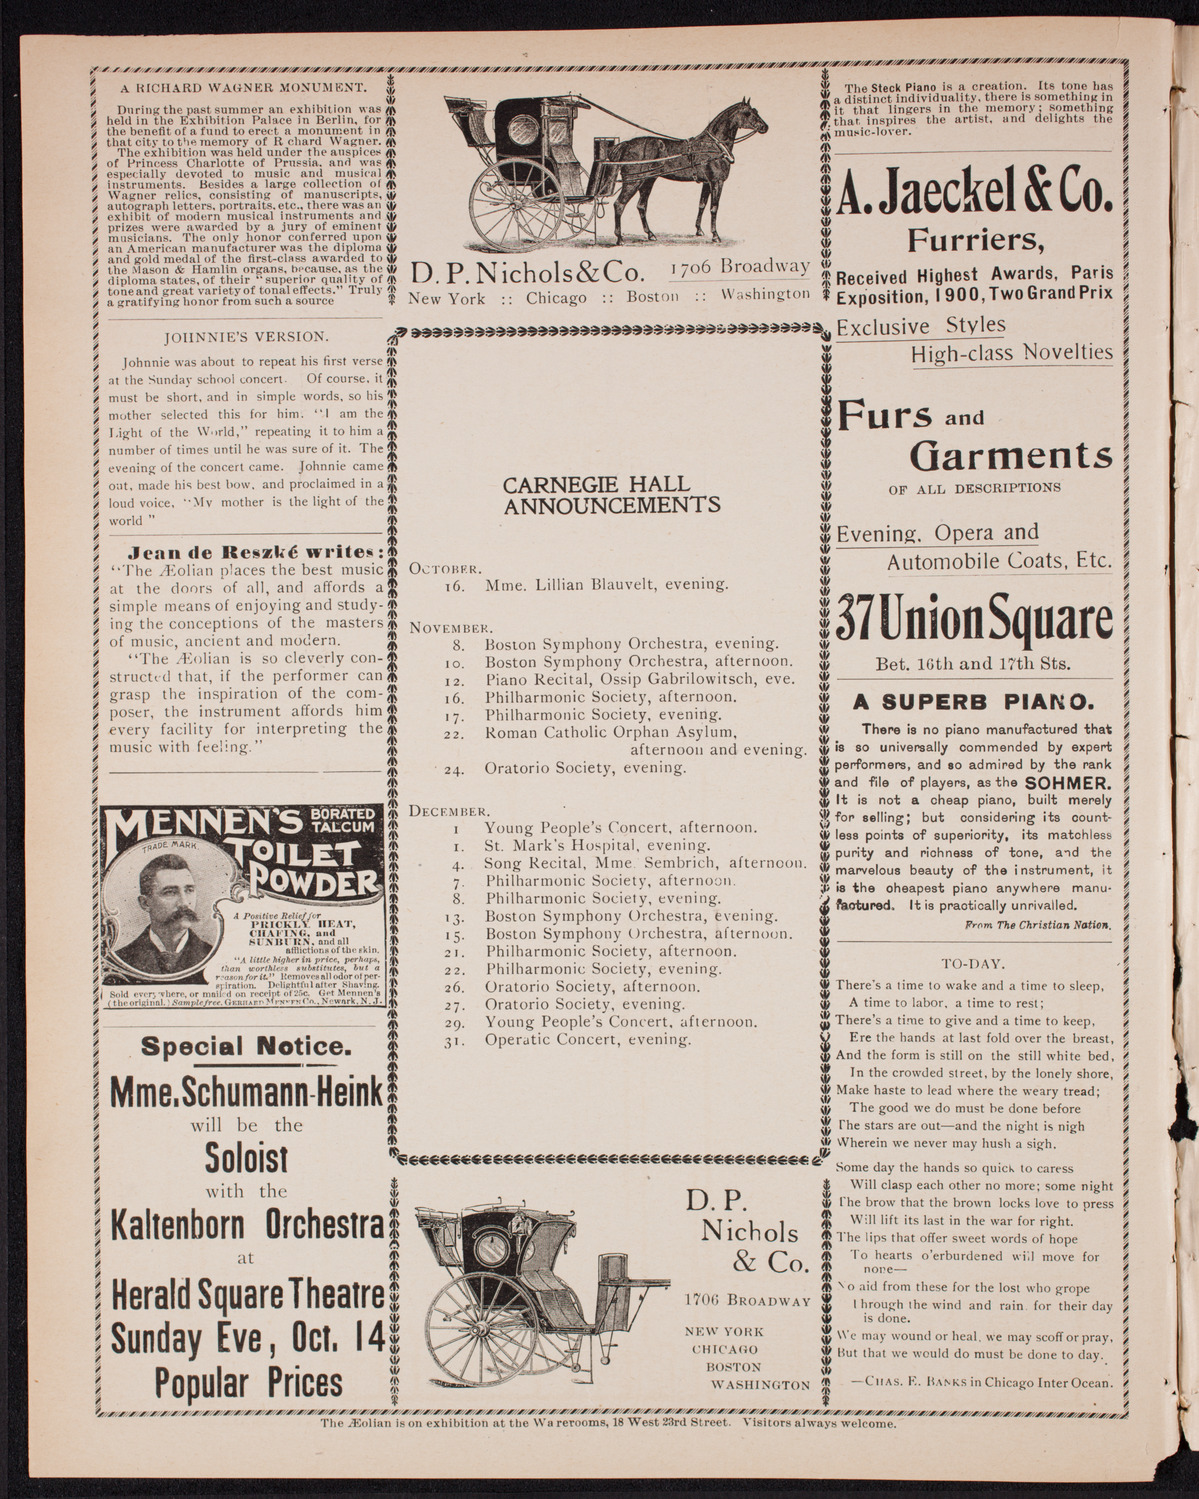 A RICHARD WAGNER MONUMENT.
During the past summer an exhibition was
held in the Exhibition Palace in Berlin, for
the benefit of a fund to erect a monument in
that city to the memory of R chard Wagner.
The exhibition was held under the auspices
of Princess Charlotte of Prussia, and was
especially devoted to music and musical
instruments. Besides a large collection of
Wagner relics, consisting of manuscripts,
autograph letters, portraits, etc., there was an
exhibit of modern musical instruments and
prizes were awarded by a jury of eminent
musicians. The only honor conferred upon
an American manufacturer was the diploma
and gold medal of the first-class awarded to
the Mason & Hamlin organs, because, as the
diploma states, of their "superior quality of
tone and great variety of tonal effects." Truly
a gratifying honor from such a source
JOHNNIE'S VERSION.
Johnnie was about to repeat his first verse
at the Sunday school concert. Of course, it
must be short, and in simple words, so his
mother selected this for him. "I am the
Light of the World," repeating it to him a
number of times until he was sure of it. The
evening of the concert came. Johnnie came
out, made his best bow, and proclaimed in a
loud voice, "My mother is the light of the
world "
Jean de Reszké writes:
"The Æolian places the best music
at the doors of all, and affords a
simple means of enjoying and study-
ing the conceptions of the masters
of music, ancient and modern.
"The Æolian is so cleverly con-
structed that, if the performer can
grasp the inspiration of the com-
poser, the instrument affords him
every facility for interpreting the
music with feeling."
MENNEN'S BORATED
TALCUM
TOILET
POWDER
TRADE MARK
A Positive Relief for
PRICKLY HEAT,
CHAFING, and
SUNBURN, and all
afflictions of the skin.
"A little higher in price, perhaps,
than worthless substitutes, but a
reason for it." Removes all odor of per-
spiration. Delightful after Shaving.
Sold everywhere, or mailed on receipt of 25c. Get Mennen's
(the original.) Sample free. GERHARD MENNEN CO., Newark, N. J.
Special Notice.
Mme. Schumann-Heink
will be the
Soloist
with the
Kaltenborn Orchestra
at
Herald Square Theatre
Sunday Eve, Oct. 14
Popular Prices
D. P. Nichols & Co. 1706 Broadway
New York :: Chicago :: Boston :: Washington
CARNEGIE HALL
ANNOUNCEMENTS
OCTOBER.
16. Mme. Lillian Blauvelt, evening.
NOVEMBER.
8. Boston Symphony Orchestra, evening.
10. Boston Symphony Orchestra, afternoon.
12. Piano Recital, Ossip Gabrilowitsch, eve.
16. Philharmonic Society, afternoon.
17. Philharmonic Society, evening.
22. Roman Catholic Orphan Asylum,
afternoon and evening.
24. Oratorio Society, evening.
DECEMBER.
1 Young People's Concert, afternoon.
1. St. Mark's Hospital, evening.
4. Song Recital, Mme. Sembrich, afternoon.
7. Philharmonic Society, afternoon.
8. Philharmonic Society, evening.
13. Boston Symphony Orchestra, evening.
15. Boston Symphony Orchestra, afternoon.
21. Philharmonic Society, afternoon.
22. Philharmonic Society, evening.
26. Oratorio Society, afternoon.
27. Oratorio Society, evening.
29. Young People's Concert, afternoon.
31. Operatic Concert, evening.
D. P.
Nichols
& Co.
1706 BROADWAY
NEW YORK
CHICAGO
BOSTON
WASHINGTON
The Steck Piano is a creation. Its tone has
a distinct individuality, there is something in
it that lingers in the memory; something
that inspires the artist, and delights the
music-lover.
A. Jaeckel & Co.
Furriers,
Received Highest Awards, Paris
Exposition, 1900, Two Grand Prix
Exclusive Styles
High-class Novelties
Furs and
Garments
OF ALL DESCRIPTIONS
Evening, Opera and
Automobile Coats, Etc.
37 Union Square
Bet. 16th and 17th Sts.
A SUPERB PIANO.
There is no piano manufactured that
is so universally commended by expert
performers, and so admired by the rank
and file of players, as the SOHMER.
It is not a cheap piano, built merely
for selling; but considering its count-
less points of superiority, its matchless
purity and richness of tone, and the
marvelous beauty of the instrument, it
is the cheapest piano anywhere manu-
factured. It is practically unrivalled.
From The Christian Nation.
TO-DAY.
There's a time to wake and a time to sleep,
A time to labor, a time to rest;
There's a time to give and a time to keep,
Ere the hands at last fold over the breast,
And the form is still on the still white bed,
In the crowded street, by the lonely shore,
Make haste to lead where the weary tread;
The good we do must be done before
The stars are out—and the night is nigh
Wherein we never may hush a sigh.
Some day the hands so quick to caress
Will clasp each other no more; some night
The brow that the brown locks love to press
Will lift its last in the war for right.
The lips that offer sweet words of hope
To hearts o'erburdened will move for
none—
No aid from these for the lost who grope
Through the wind and rain for their day
is done.
We may wound or heal, we may scoff or pray,
But that we would do must be done to day.
—CHAS. E. BANKS in Chicago Inter Ocean.
The Æolian is on exhibition at the Warerooms, 18 West 23rd Street. Visitors always welcome.